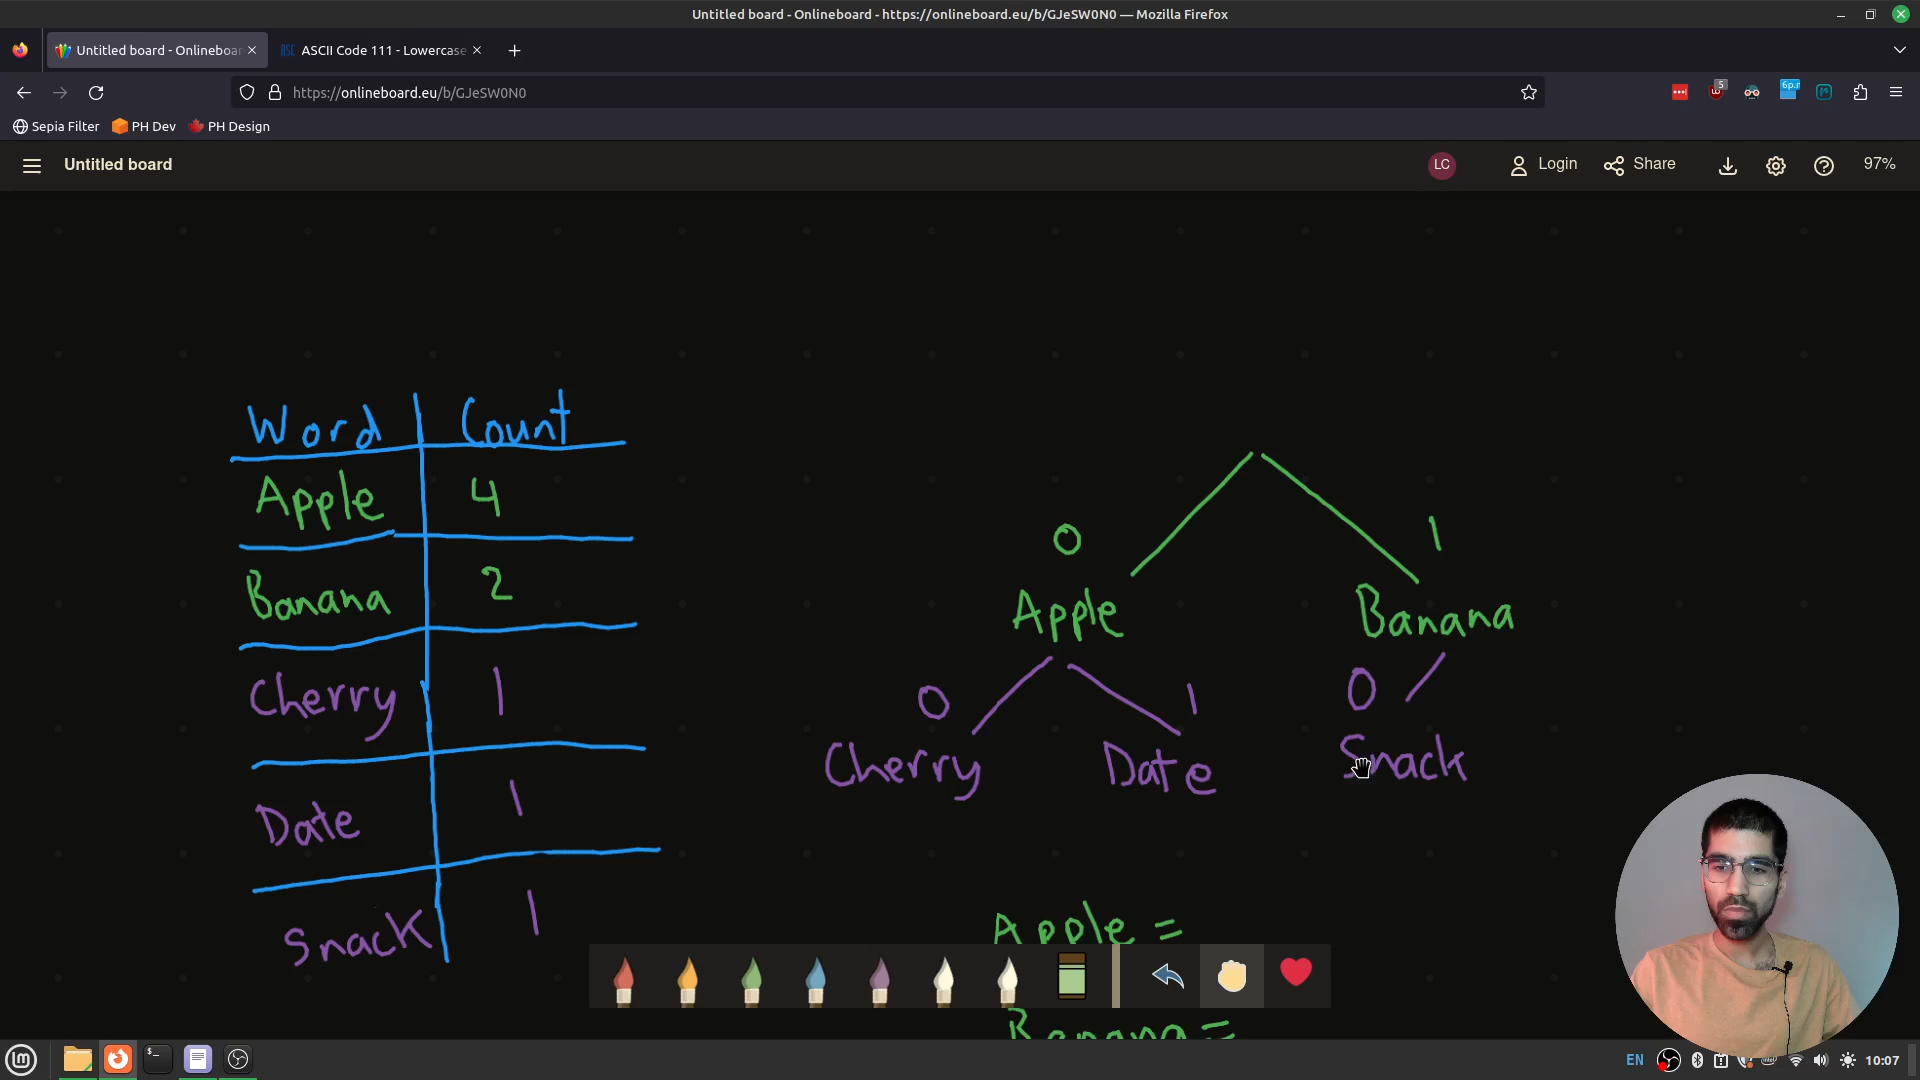 Untitled board - Onlineboard - https://onlineboard.eu/b/GJeSW0N0 — Mozilla Firefox
Untitled board - Onlineboar
ASCII Code 111 - Lowercase
https://onlineboard.eu/b/GJeSW0N0
5
6p.r
Sepia Filter
PH Dev
PH Design
Untitled board
LC
Login
Share
97%
Word Count
Apple 4
Banana 2
Cherry 1
Date 1
Snack 1
0 1
Apple Banana
0 1 0
Cherry Date Snack
Apple =
Banana =
EN
10:07